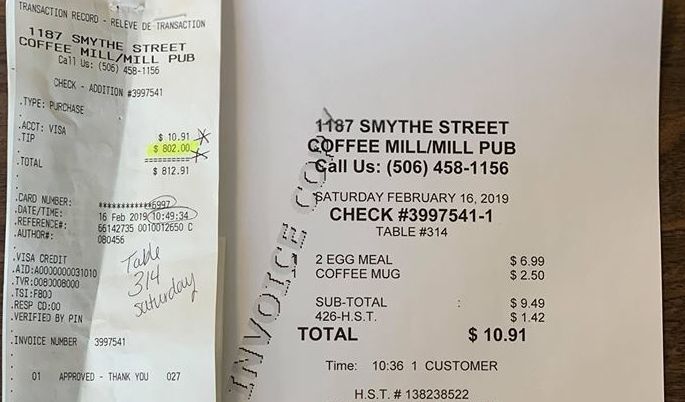 TRANSACTION RECORD - RELEVE DE TRANSACTION
1187 SMYTHE STREET
COFFEE MILL/MILL PUB
Call Us: (506) 458-1156
CHECK - ADDITION #3997541
.TYPE: PURCHASE
.ACCT: VISA $ 10.91
.TIP $ 802.00
==========
.TOTAL $ 812.91
.CARD NUMBER: ************6997
.DATE/TIME: 16 Feb 2019 10:49:34
.REFERENCE#: 66142735 0010012650 C
.AUTHOR#: 080456
Table
314
Saturday
.VISA CREDIT
.AID:A0000000031010
.TVR:0080008000
.TSI:F800
.RESP CD:00
.VERIFIED BY PIN
.INVOICE NUMBER 3997541
01 APPROVED - THANK YOU 027
INVOICE COPY
1187 SMYTHE STREET
COFFEE MILL/MILL PUB
Call Us: (506) 458-1156
SATURDAY FEBRUARY 16, 2019
CHECK #3997541-1
TABLE #314
2 EGG MEAL $ 6.99
COFFEE MUG $ 2.50
SUB-TOTAL : $ 9.49
426-H.S.T. $ 1.42
TOTAL $ 10.91
Time: 10:36 1 CUSTOMER
H.S.T. # 138238522